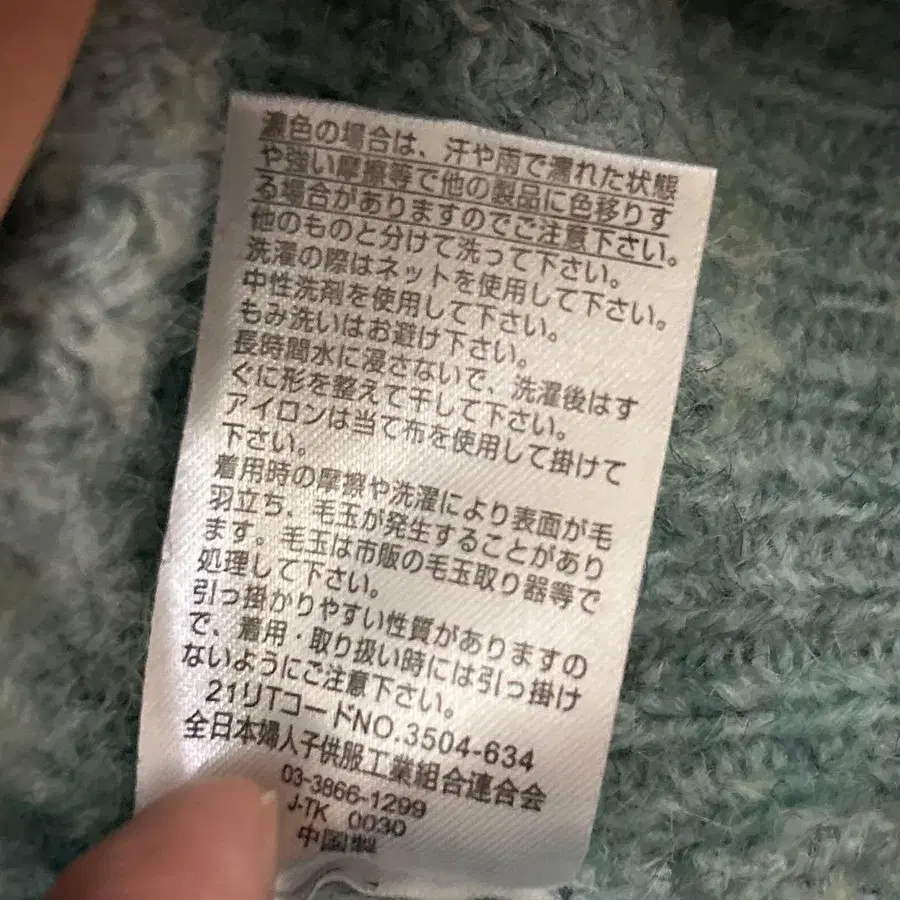 濃色の場合は、汗や雨で濡れた状態
や強い摩擦等で他の製品に色移りす
る場合がありますのでご注意下さい。
他のものと分けて洗って下さい。
洗濯の際はネットを使用して下さい。
中性洗剤を使用して下さい。
もみ洗いはお避け下さい。
長時間水に浸さないで、洗濯後はす
ぐに形を整えて干して下さい。
アイロンは当て布を使用して掛けて
下さい。
着用時の摩擦や洗濯により表面が毛
羽立ち、毛玉が発生することがあり
ます。毛玉は市販の毛玉取り器等で
処理して下さい。
引っ掛かりやすい性質がありますの
で、着用・取り扱い時には引っ掛け
ないようにご注意下さい。
21リTコードNO.3504-634
全日本婦人子供服工業組合連合会
03-3866-1299
J-TK 0030
中国製